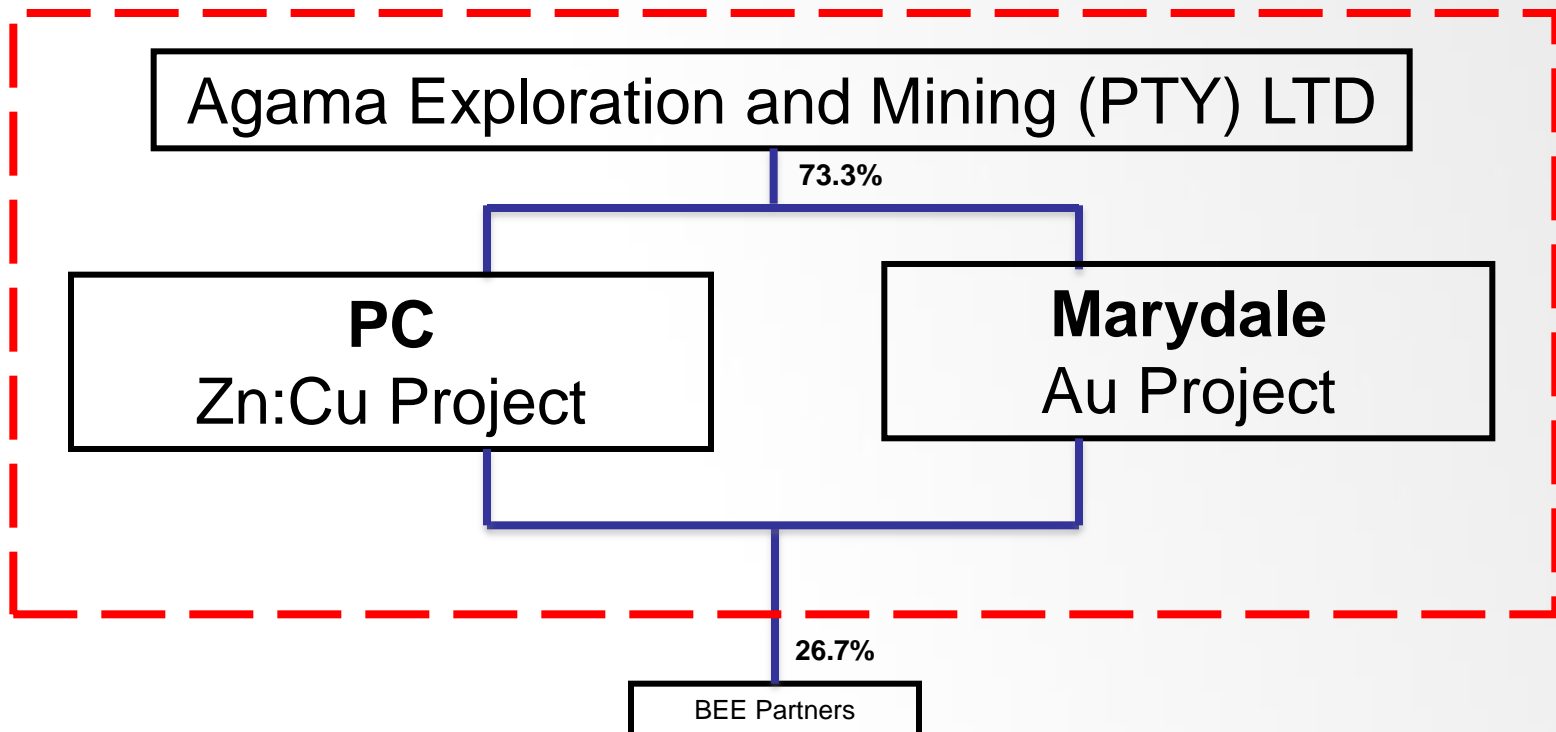 Agama Exploration and Mining (PTY) LTD
73.3%
PC
Zn:Cu Project
Marydale
Au Project
26.7%
BEE Partners